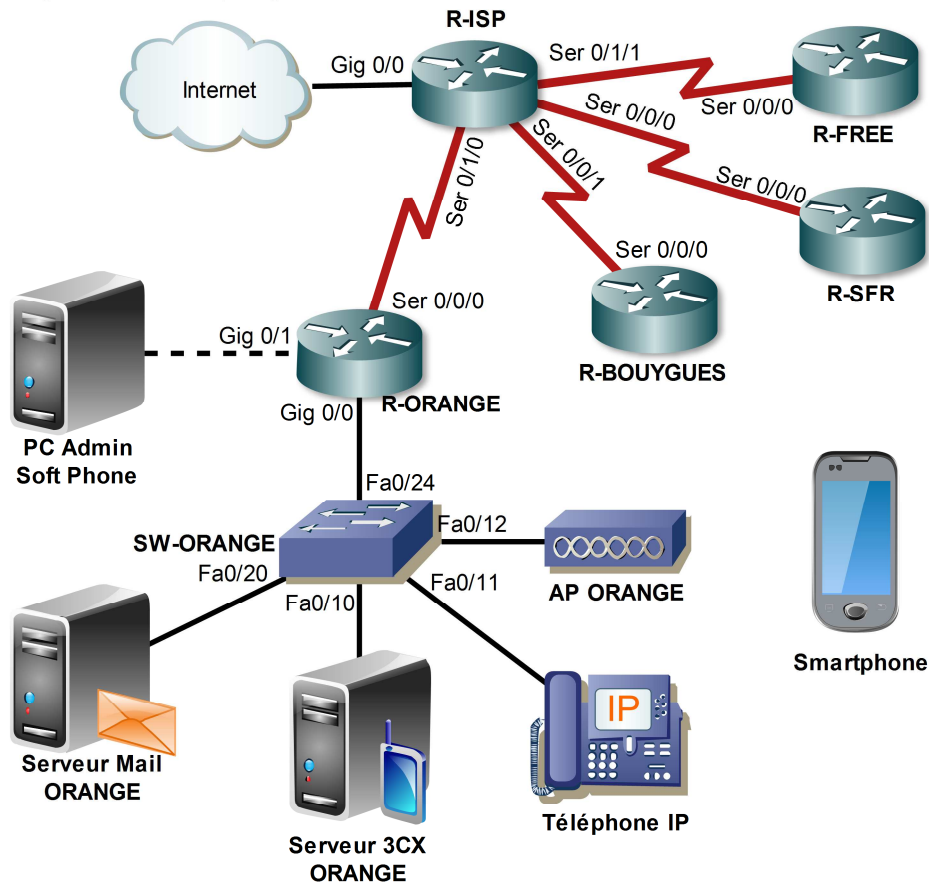 R-ISP
Internet
Gig 0/0
Ser 0/1/1
Ser 0/0/0
R-FREE
Ser 0/0/0
Ser 0/0/0
R-SFR
Ser 0/0/1
Ser 0/0/0
R-BOUYGUES
Ser 0/1/0
Ser 0/0/0
Gig 0/1
R-ORANGE
Gig 0/0
PC Admin
Soft Phone
Fa0/24
SW-ORANGE
Fa0/12
AP ORANGE
Fa0/20
Fa0/10
Fa0/11
Smartphone
Serveur Mail
ORANGE
Serveur 3CX
ORANGE
IP
Téléphone IP